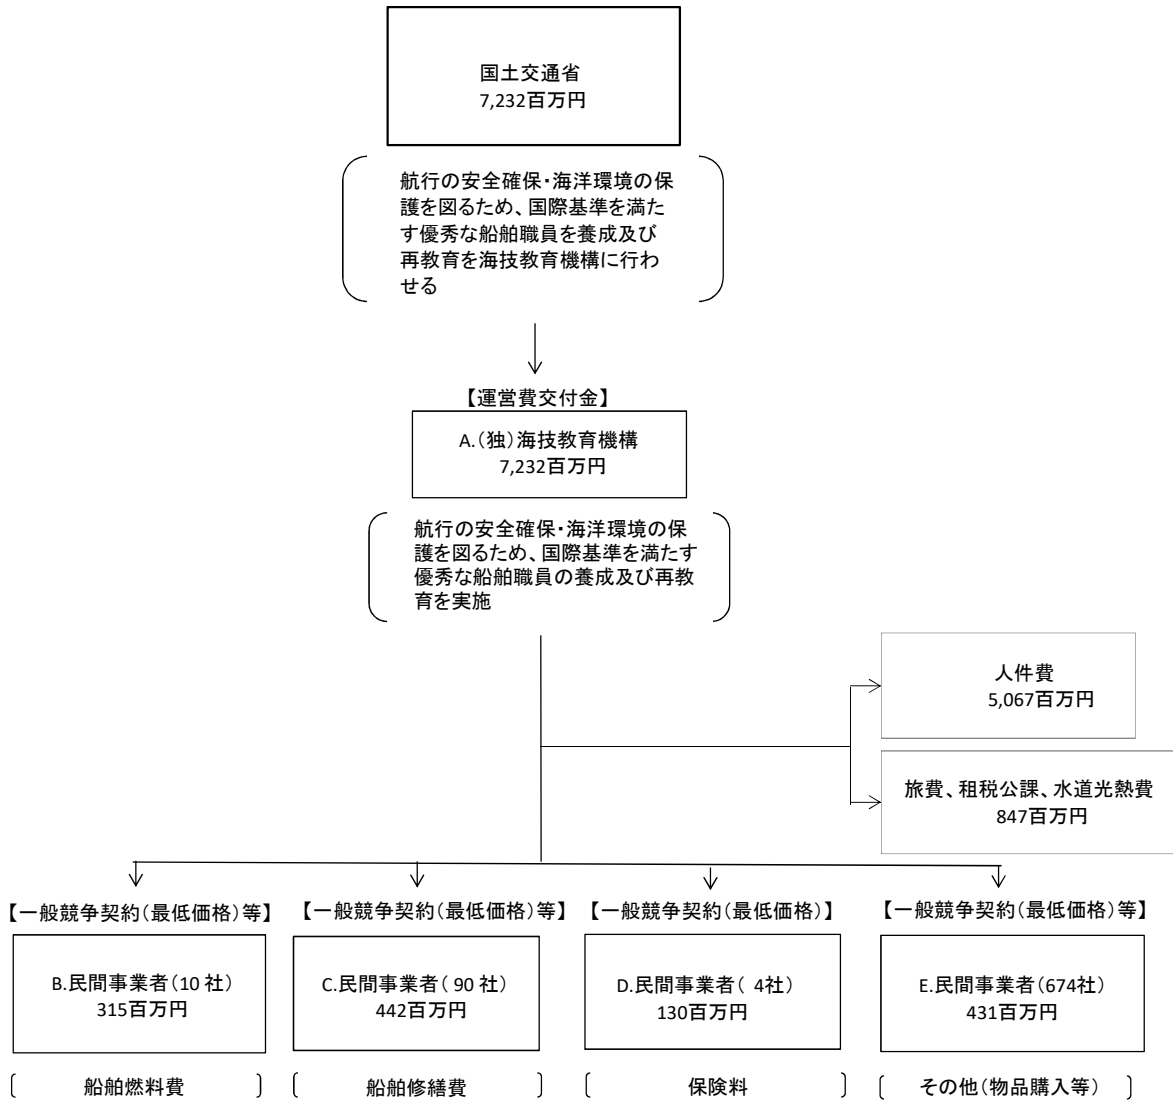 国土交通省
7,232百万円
航行の安全確保・海洋環境の保
護を図るため、国際基準を満た
す優秀な船舶職員を養成及び
再教育を海技教育機構に行わ
せる
【運営費交付金】
A.(独)海技教育機構
7,232百万円
航行の安全確保・海洋環境の保
護を図るため、国際基準を満たす
優秀な船舶職員の養成及び再教
育を実施
人件費
5,067百万円
旅費、租税公課、水道光熱費
847百万円
【一般競争契約(最低価格)等】
B.民間事業者(10 社)
315百万円
船舶燃料費
【一般競争契約(最低価格)等】
C.民間事業者( 90 社)
442百万円
船舶修繕費
【一般競争契約(最低価格)】
D.民間事業者( 4社)
130百万円
保険料
【一般競争契約(最低価格)等】
E.民間事業者(674社)
431百万円
その他(物品購入等)